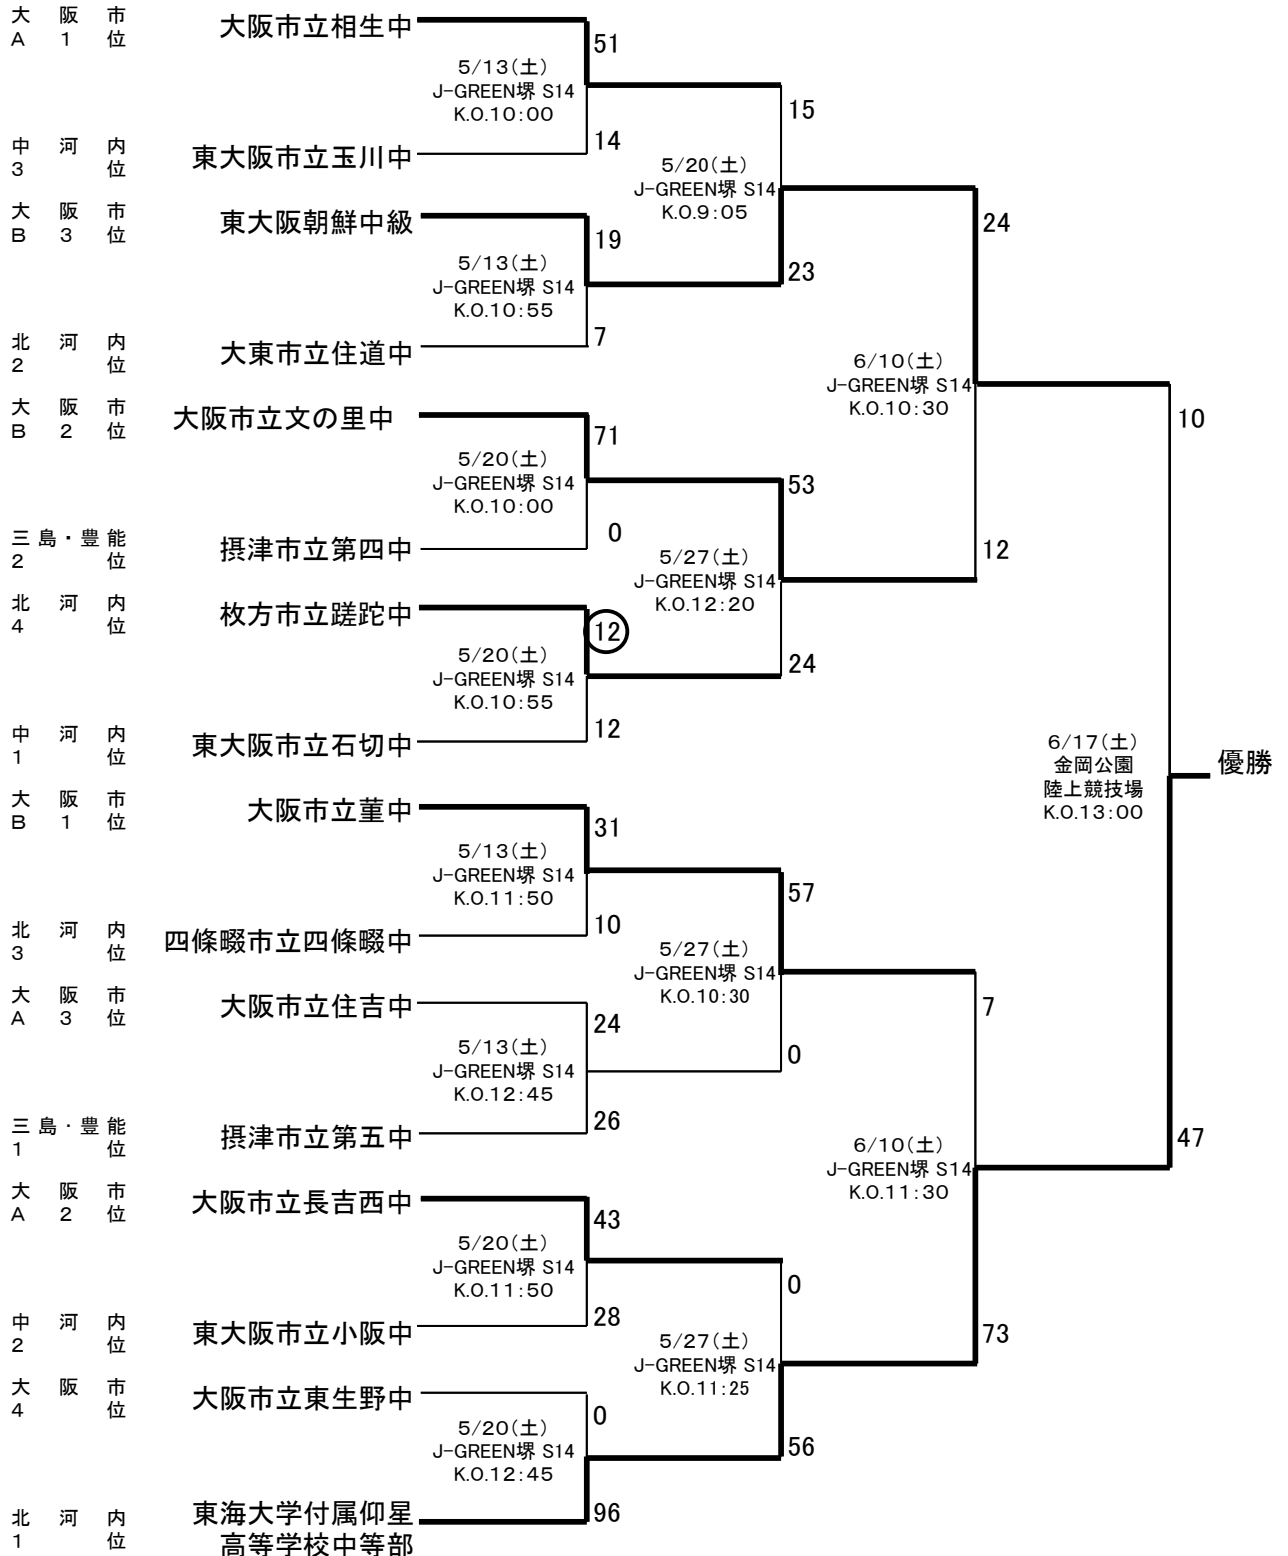 大阪市
A1位
大阪市立相生中
51
5/13(土)
J-GREEN堺 S14
K.O.10:00
15
14
中河内
3位
東大阪市立玉川中
5/20(土)
J-GREEN堺 S14
K.O.9:05
大阪市
B3位
東大阪朝鮮中級
19
24
5/13(土)
J-GREEN堺 S14
K.O.10:55
23
7
北河内
2位
大東市立住道中
6/10(土)
J-GREEN堺 S14
K.O.10:30
大阪市
B2位
大阪市立文の里中
71
10
5/20(土)
J-GREEN堺 S14
K.O.10:00
53
0
三島・豊能
2位
摂津市立第四中
12
5/27(土)
J-GREEN堺 S14
K.O.12:20
北河内
4位
枚方市立蹉跎中
12
5/20(土)
J-GREEN堺 S14
K.O.10:55
24
12
中河内
1位
東大阪市立石切中
6/17(土)
金岡公園
陸上競技場
K.O.13:00
優勝
大阪市
B1位
大阪市立菫中
31
5/13(土)
J-GREEN堺 S14
K.O.11:50
57
10
北河内
3位
四條畷市立四條畷中
5/27(土)
J-GREEN堺 S14
K.O.10:30
大阪市
A3位
大阪市立住吉中
24
7
5/13(土)
J-GREEN堺 S14
K.O.12:45
0
26
三島・豊能
1位
摂津市立第五中
47
6/10(土)
J-GREEN堺 S14
K.O.11:30
大阪市
A2位
大阪市立長吉西中
43
5/20(土)
J-GREEN堺 S14
K.O.11:50
0
28
中河内
2位
東大阪市立小阪中
73
5/27(土)
J-GREEN堺 S14
K.O.11:25
大阪市
4位
大阪市立東生野中
0
5/20(土)
J-GREEN堺 S14
K.O.12:45
56
96
北河内
1位
東海大学付属仰星
高等学校中等部